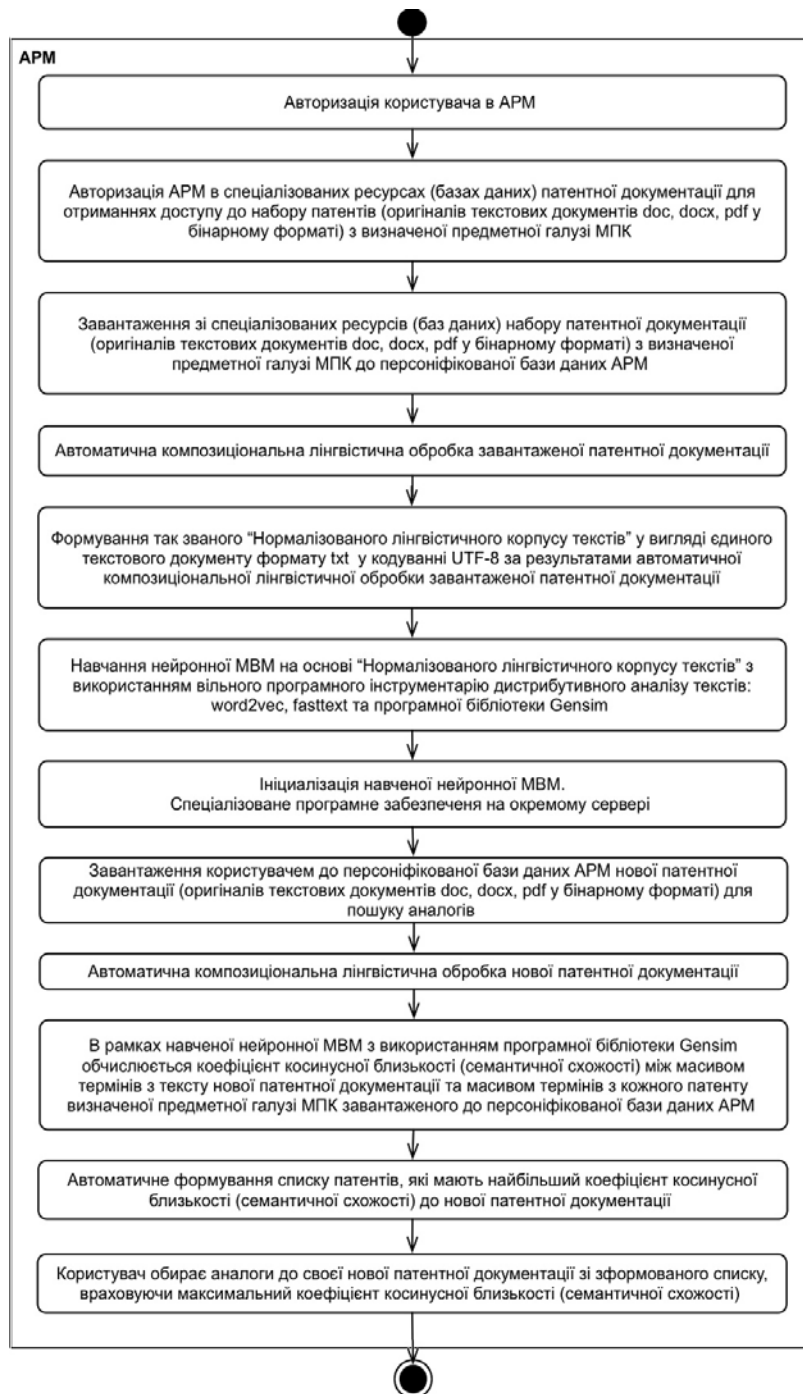 АРМ
Авторизація користувача в АРМ
Авторизація АРМ в спеціалізованих ресурсах (базах даних) патентної документації для
отриманнях доступу до набору патентів (оригіналів текстових документів doc, docx, pdf у
бінарному форматі) з визначеної предметної галузі МПК
Завантаження зі спеціалізованих ресурсів (баз даних) набору патентної документації
(оригіналів текстових документів doc, docx, pdf у бінарному форматі) з визначеної
предметної галузі МПК до персоніфікованої бази даних АРМ
Автоматична композиціональна лінгвістична обробка завантаженої патентної документації
Формування так званого “Нормалізованого лінгвістичного корпусу текстів” у вигляді єдиного
текстового документу формату txt у кодуванні UTF-8 за результатами автоматичної
композиціональної лінгвістичної обробки завантаженої патентної документації
Навчання нейронної МВМ на основі “Нормалізованого лінгвістичного корпусу текстів” з
використанням вільного програмного інструментарію дистрибутивного аналізу текстів:
word2vec, fasttext та програмної бібліотеки Gensim
Ініциалізація навченої нейронної МВМ.
Спеціалізоване програмне забезпеченя на окремому сервері
Завантаження користувачем до персоніфікованої бази даних АРМ нової патентної
документації (оригіналів текстових документів doc, docx, pdf у бінарному форматі) для
пошуку аналогів
Автоматична композиціональна лінгвістична обробка нової патентної документації
В рамках навченої нейронної МВМ з використанням програмної бібліотеки Gensim
обчислюється коефіцієнт косинусної близькості (семантичної схожості) між масивом
термінів з тексту нової патентної документації та масивом термінів з кожного патенту
визначеної предметної галузі МПК завантаженого до персоніфікованої бази даних АРМ
Автоматичне формування списку патентів, які мають найбільший коефіцієнт косинусної
близькості (семантичної схожості) до нової патентної документації
Користувач обирає аналоги до своєї нової патентної документації зі зформованого списку,
враховуючи максимальний коефіцієнт косинусної близькості (семантичної схожості)